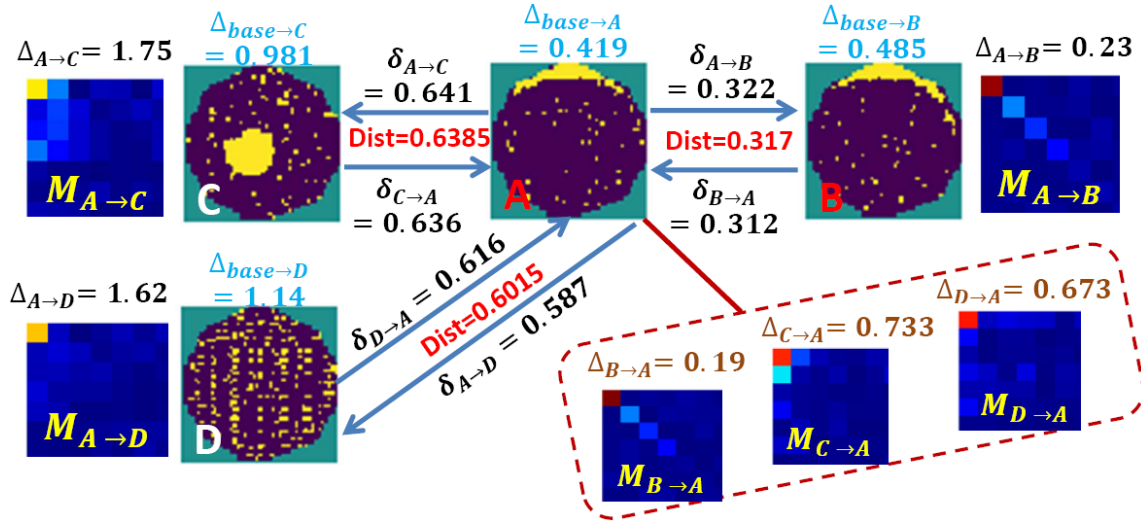 Δ_{A→C} = 1.75
M_{A→C}
Δ_{base→C}
= 0.981
C
δ_{A→C}
= 0.641
Dist=0.6385
δ_{C→A}
= 0.636
Δ_{base→A}
= 0.419
A
δ_{A→B}
= 0.322
Dist=0.317
δ_{B→A}
= 0.312
Δ_{base→B}
= 0.485
B
Δ_{A→B} = 0.23
M_{A→B}
Δ_{A→D} = 1.62
M_{A→D}
Δ_{base→D}
= 1.14
D
δ_{D→A} = 0.616
Dist=0.6015
δ_{A→D} = 0.587
Δ_{B→A} = 0.19
M_{B→A}
Δ_{C→A} = 0.733
M_{C→A}
Δ_{D→A} = 0.673
M_{D→A}